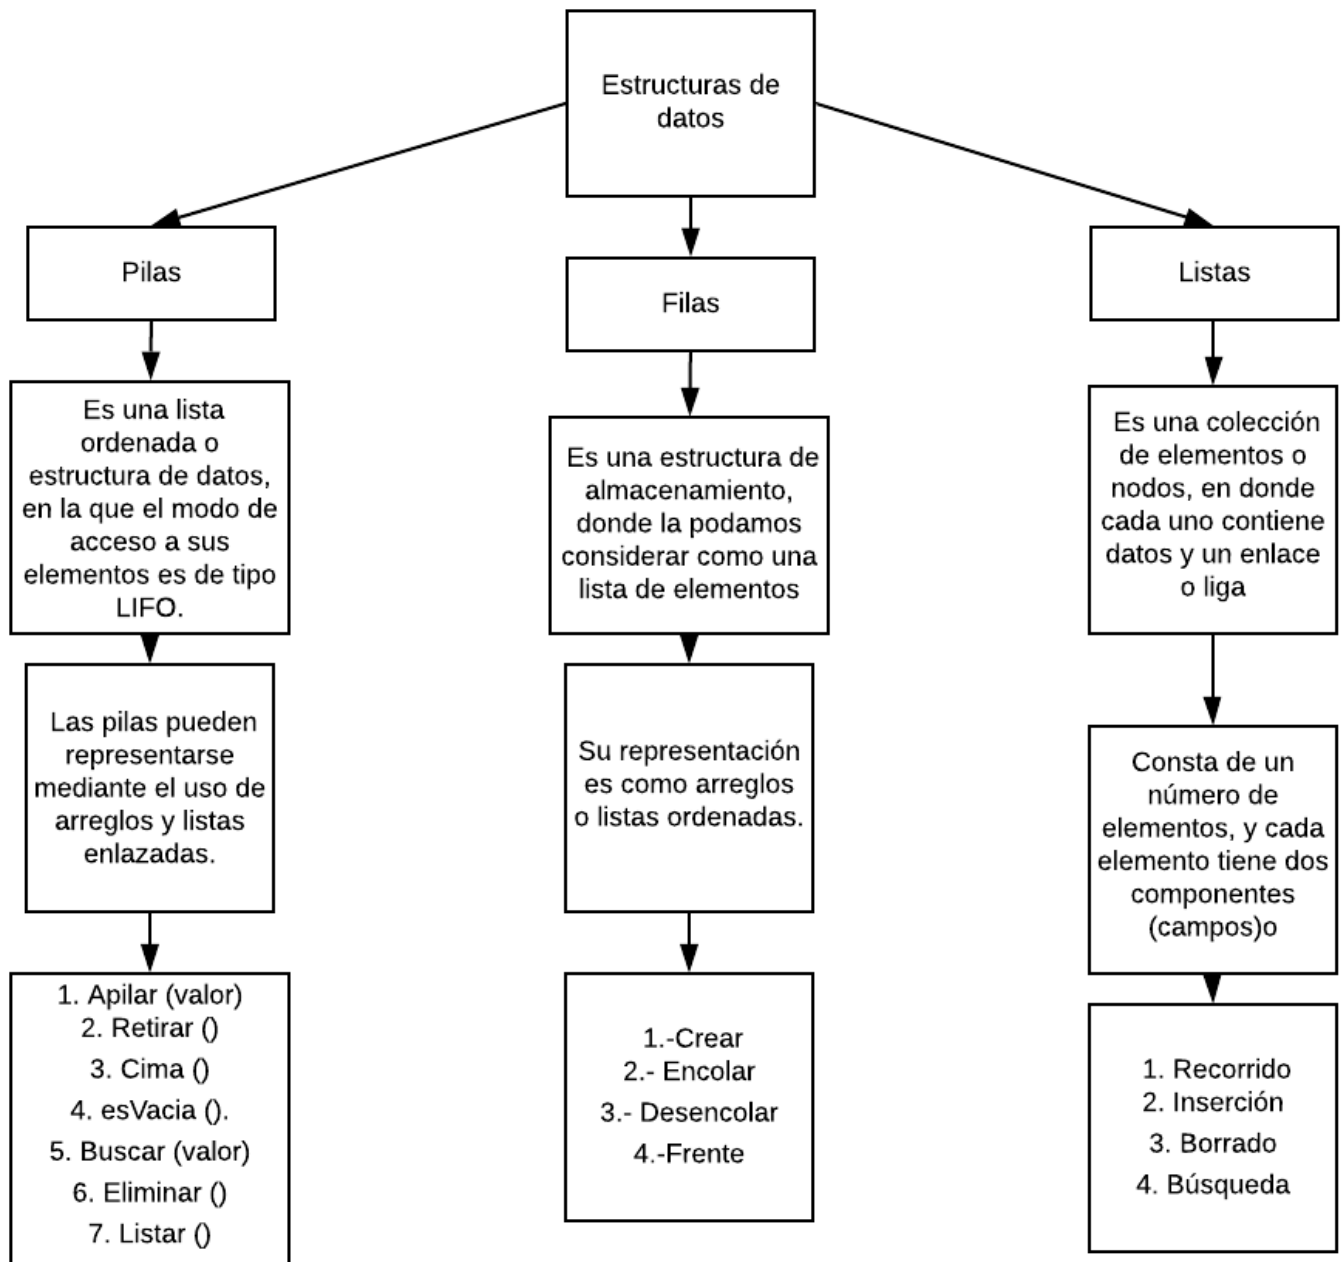 Estructuras de
datos
Pilas
Es una lista
ordenada o
estructura de datos,
en la que el modo de
acceso a sus
elementos es de tipo
LIFO.
Las pilas pueden
representarse
mediante el uso de
arreglos y listas
enlazadas.
1. Apilar (valor)
2. Retirar ()
3. Cima ()
4. esVacia ().
5. Buscar (valor)
6. Eliminar ()
7. Listar ()
Filas
Es una estructura de
almacenamiento,
donde la podamos
considerar como una
lista de elementos
Su representación
es como arreglos
o listas ordenadas.
1.-Crear
2.- Encolar
3.- Desencolar
4.-Frente
Listas
Es una colección
de elementos o
nodos, en donde
cada uno contiene
datos y un enlace
o liga
Consta de un
número de
elementos, y cada
elemento tiene dos
componentes
(campos)o
1. Recorrido
2. Inserción
3. Borrado
4. Búsqueda